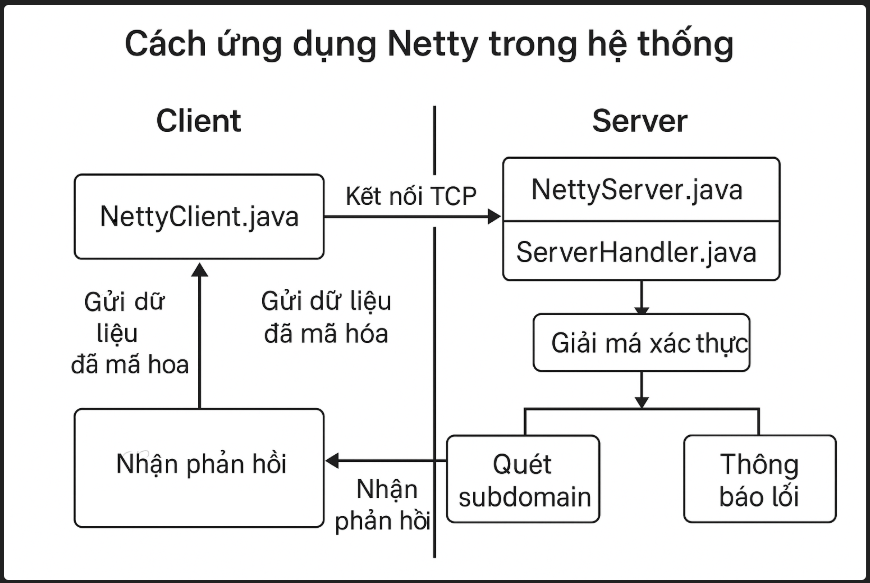 Cách ứng dụng Netty trong hệ thống
Client
Server
NettyClient.java
Kết nối TCP
NettyServer.java
ServerHandler.java
Gửi dữ
liệu
đã mã hoa
Gửi dữ liệu
đã mã hóa
Giải má xác thực
Nhận phản hồi
Nhận
phản hồi
Quét
subdomain
Thông
báo lối